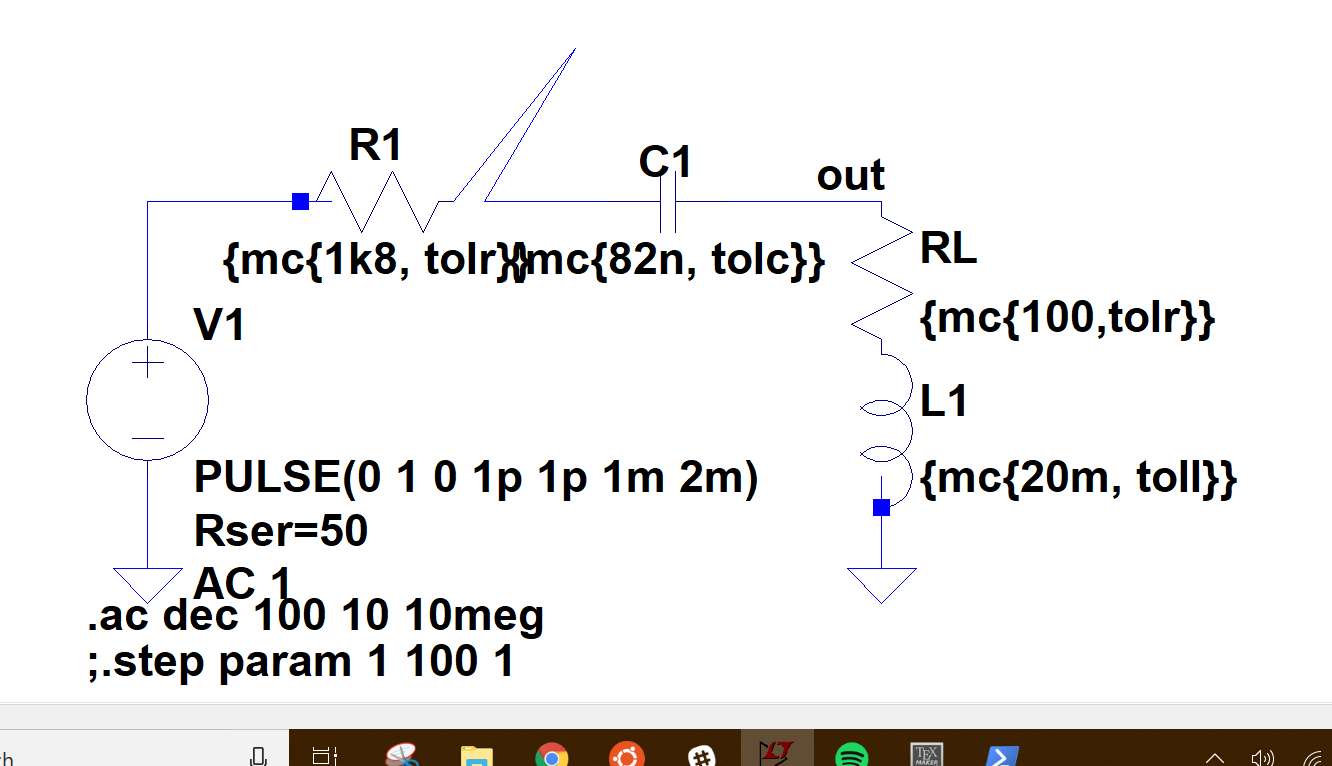 R1
C1
out
{mc{1k8, tolr}}
{mc{82n, tolc}}
RL
{mc{100,tolr}}
V1
L1
{mc{20m, toll}}
PULSE(0 1 0 1p 1p 1m 2m)
Rser=50
AC 1
.ac dec 100 10 10meg
;.step param 1 100 1
h
TEX
MAKER